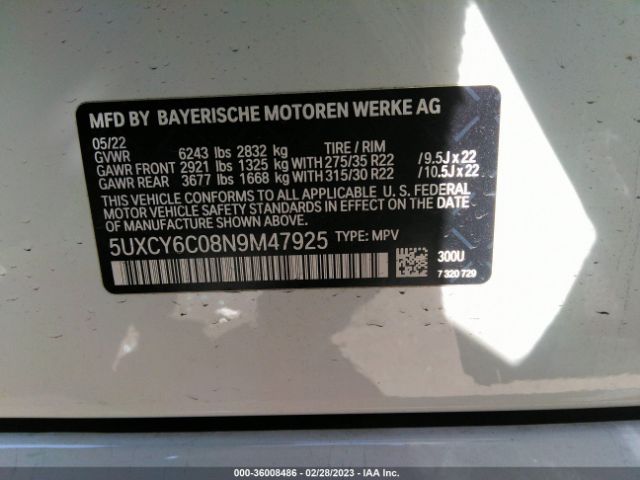 MFD BY BAYERISCHE MOTOREN WERKE AG
05/22
GVWR 6243 lbs 2832 kg TIRE / RIM
GAWR FRONT 2921 lbs 1325 kg WITH 275/35 R22 / 9.5J x 22
GAWR REAR 3677 lbs 1668 kg WITH 315/30 R22 / 10.5J x 22
THIS VEHICLE CONFORMS TO ALL APPLICABLE U. S. FEDERAL
MOTOR VEHICLE SAFETY STANDARDS IN EFFECT ON THE DATE
OF MANUFACTURE SHOWN ABOVE.
5UXCY6C08N9M47925 TYPE: MPV
300U
7 320 729
000-36008486 - 02/28/2023 - IAA Inc.